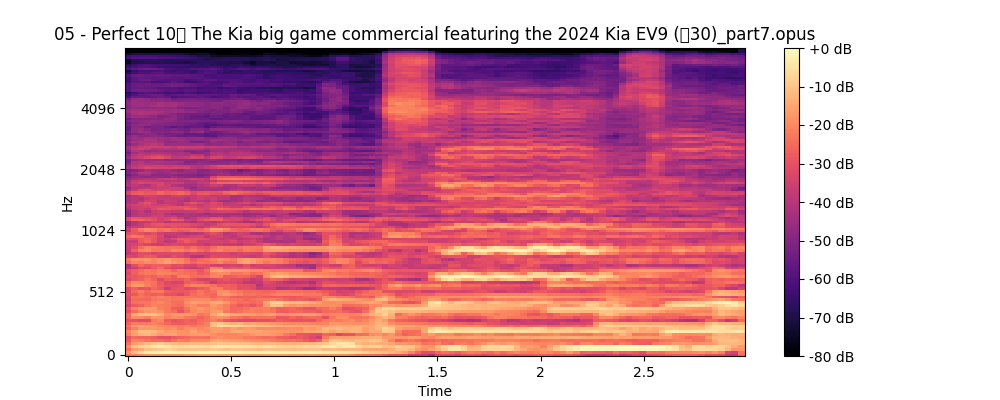 05 - Perfect 10▯ The Kia big game commercial featuring the 2024 Kia EV9 (▯30)_part7.opus
+0 dB
4096
-10 dB
-20 dB
2048
-30 dB
Hz
-40 dB
1024
-50 dB
512
-60 dB
-70 dB
0
-80 dB
0 0.5 1 1.5 2 2.5
Time